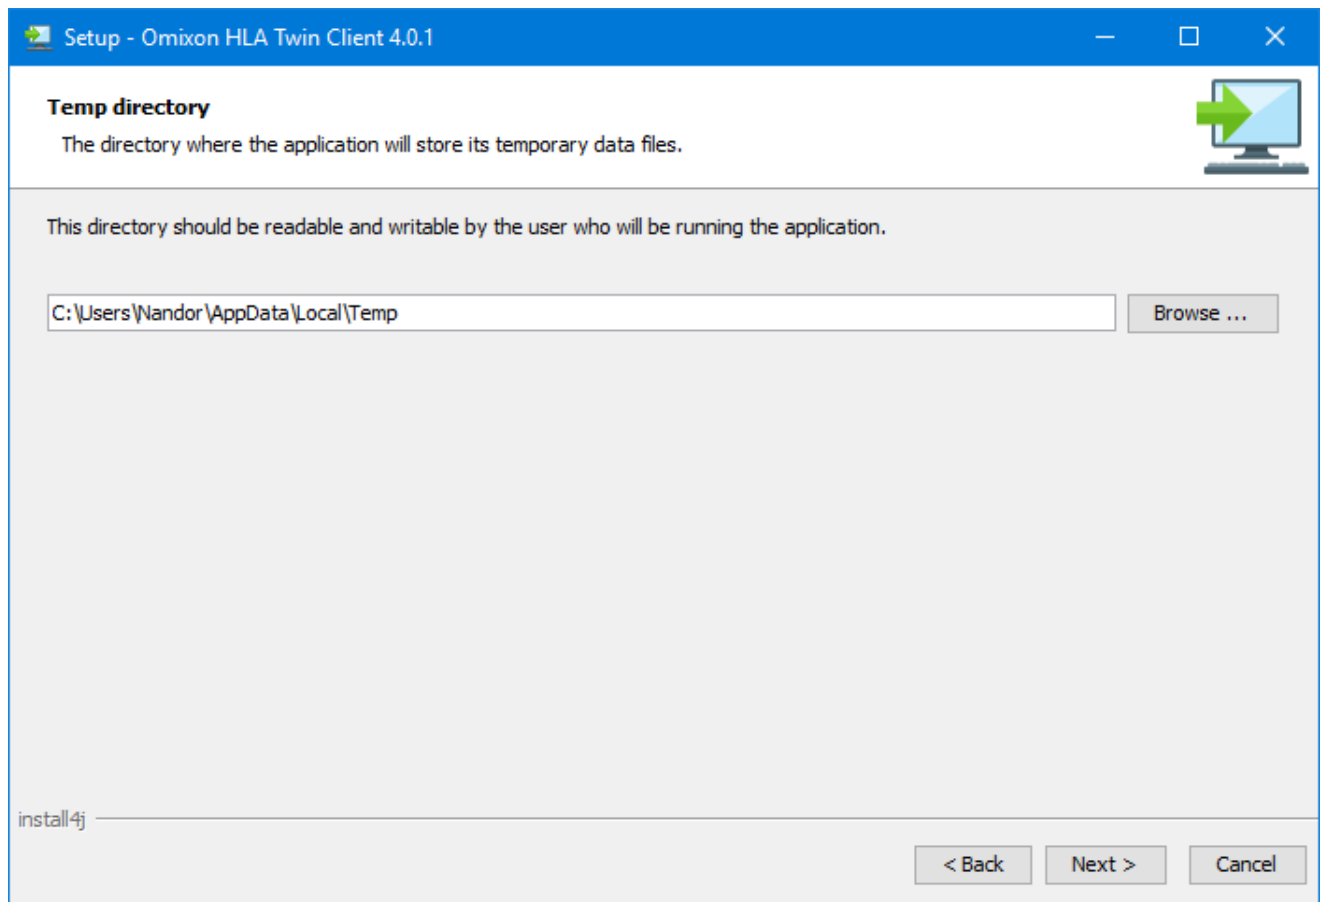 Setup - Omixon HLA Twin Client 4.0.1
Temp directory
The directory where the application will store its temporary data files.
This directory should be readable and writable by the user who will be running the application.
C:\Users\Nandor\AppData\Local\Temp
Browse ...
install4j
< Back
Next >
Cancel